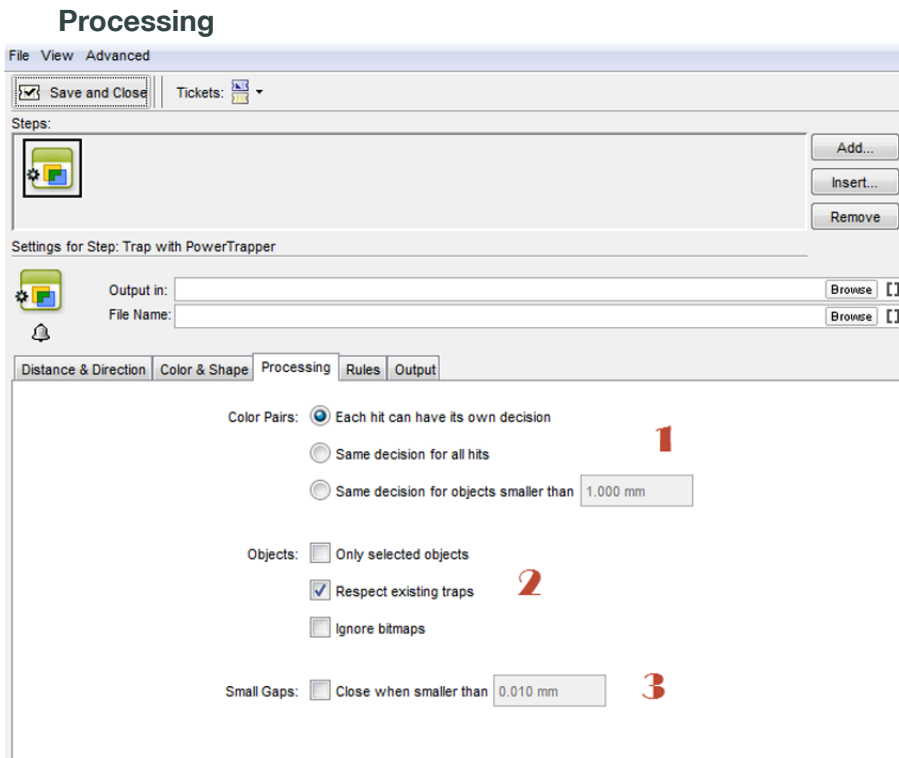 Processing
File View Advanced
Save and Close Tickets:
Steps:
Add...
Insert...
Remove
Settings for Step: Trap with PowerTrapper
Output in: Browse []
File Name: Browse []
Distance & Direction Color & Shape Processing Rules Output
Color Pairs: Each hit can have its own decision
1
Same decision for all hits
Same decision for objects smaller than 1.000 mm
Objects: Only selected objects
Respect existing traps 2
Ignore bitmaps
Small Gaps: Close when smaller than 0.010 mm 3